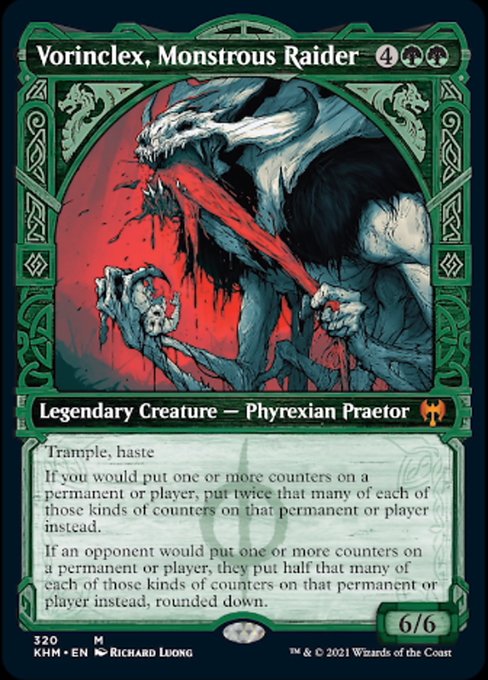 Vorinclex, Monstrous Raider 4
Legendary Creature — Phyrexian Praetor
Trample, haste
If you would put one or more counters on a
permanent or player, put twice that many of each of
those kinds of counters on that permanent or player
instead.
If an opponent would put one or more counters on
a permanent or player, they put half that many of
each of those kinds of counters on that permanent or
player instead, rounded down.
6/6
320 M
KHM • EN Richard Luong
™ & © 2021 Wizards of the Coast